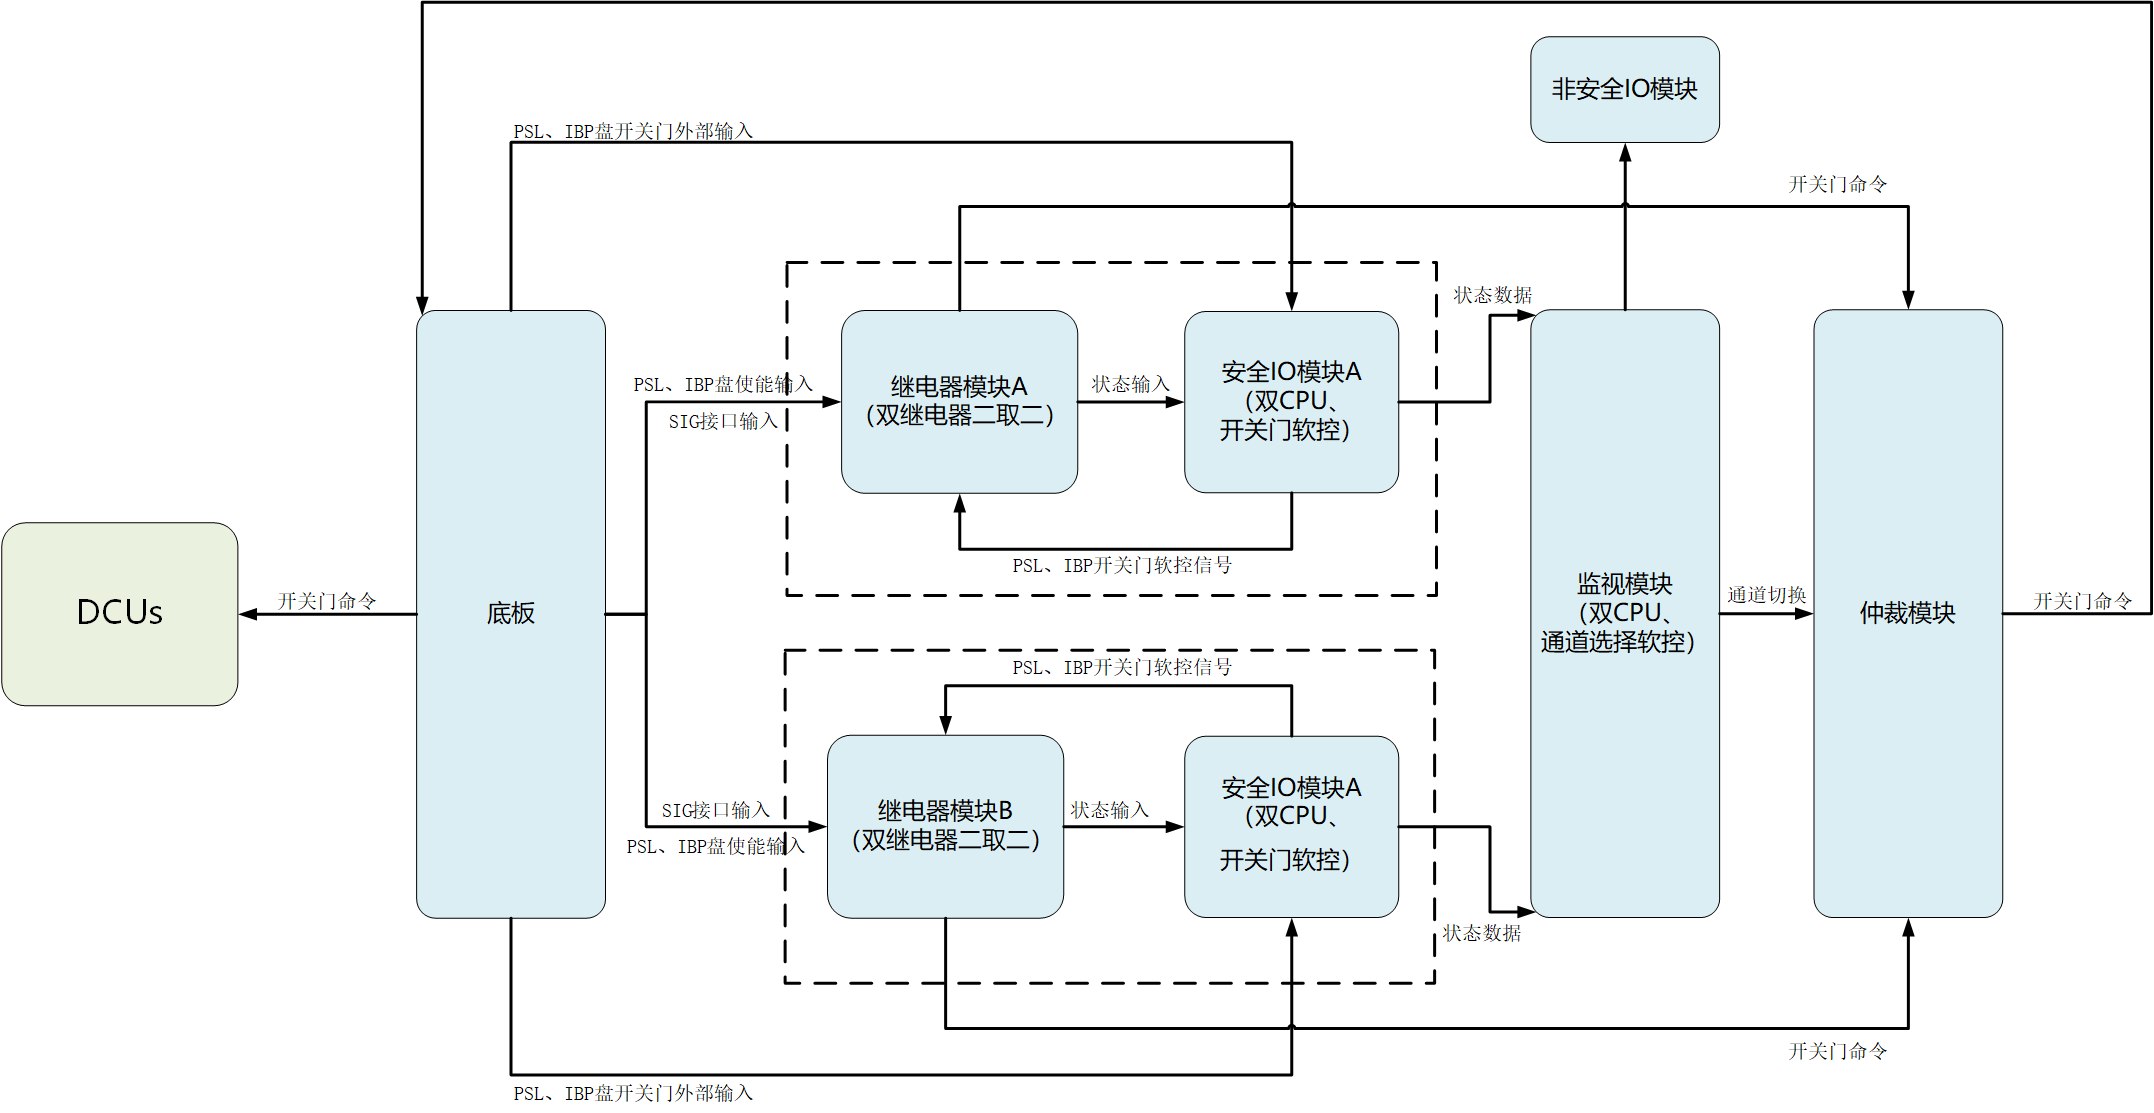 非安全IO模块
PSL、IBP盘开关门外部输入
开关门命令
状态数据
PSL、IBP盘使能输入
SIG接口输入
继电器模块A
（双继电器二取二）
状态输入
安全IO模块A
（双CPU、
开关门软控）
PSL、IBP开关门软控信号
DCUs
开关门命令
底板
监视模块
（双CPU、
通道选择软控）
通道切换
仲裁模块
开关门命令
PSL、IBP开关门软控信号
SIG接口输入
PSL、IBP盘使能输入
继电器模块B
（双继电器二取二）
状态输入
安全IO模块A
（双CPU、
开关门软控）
状态数据
开关门命令
PSL、IBP盘开关门外部输入